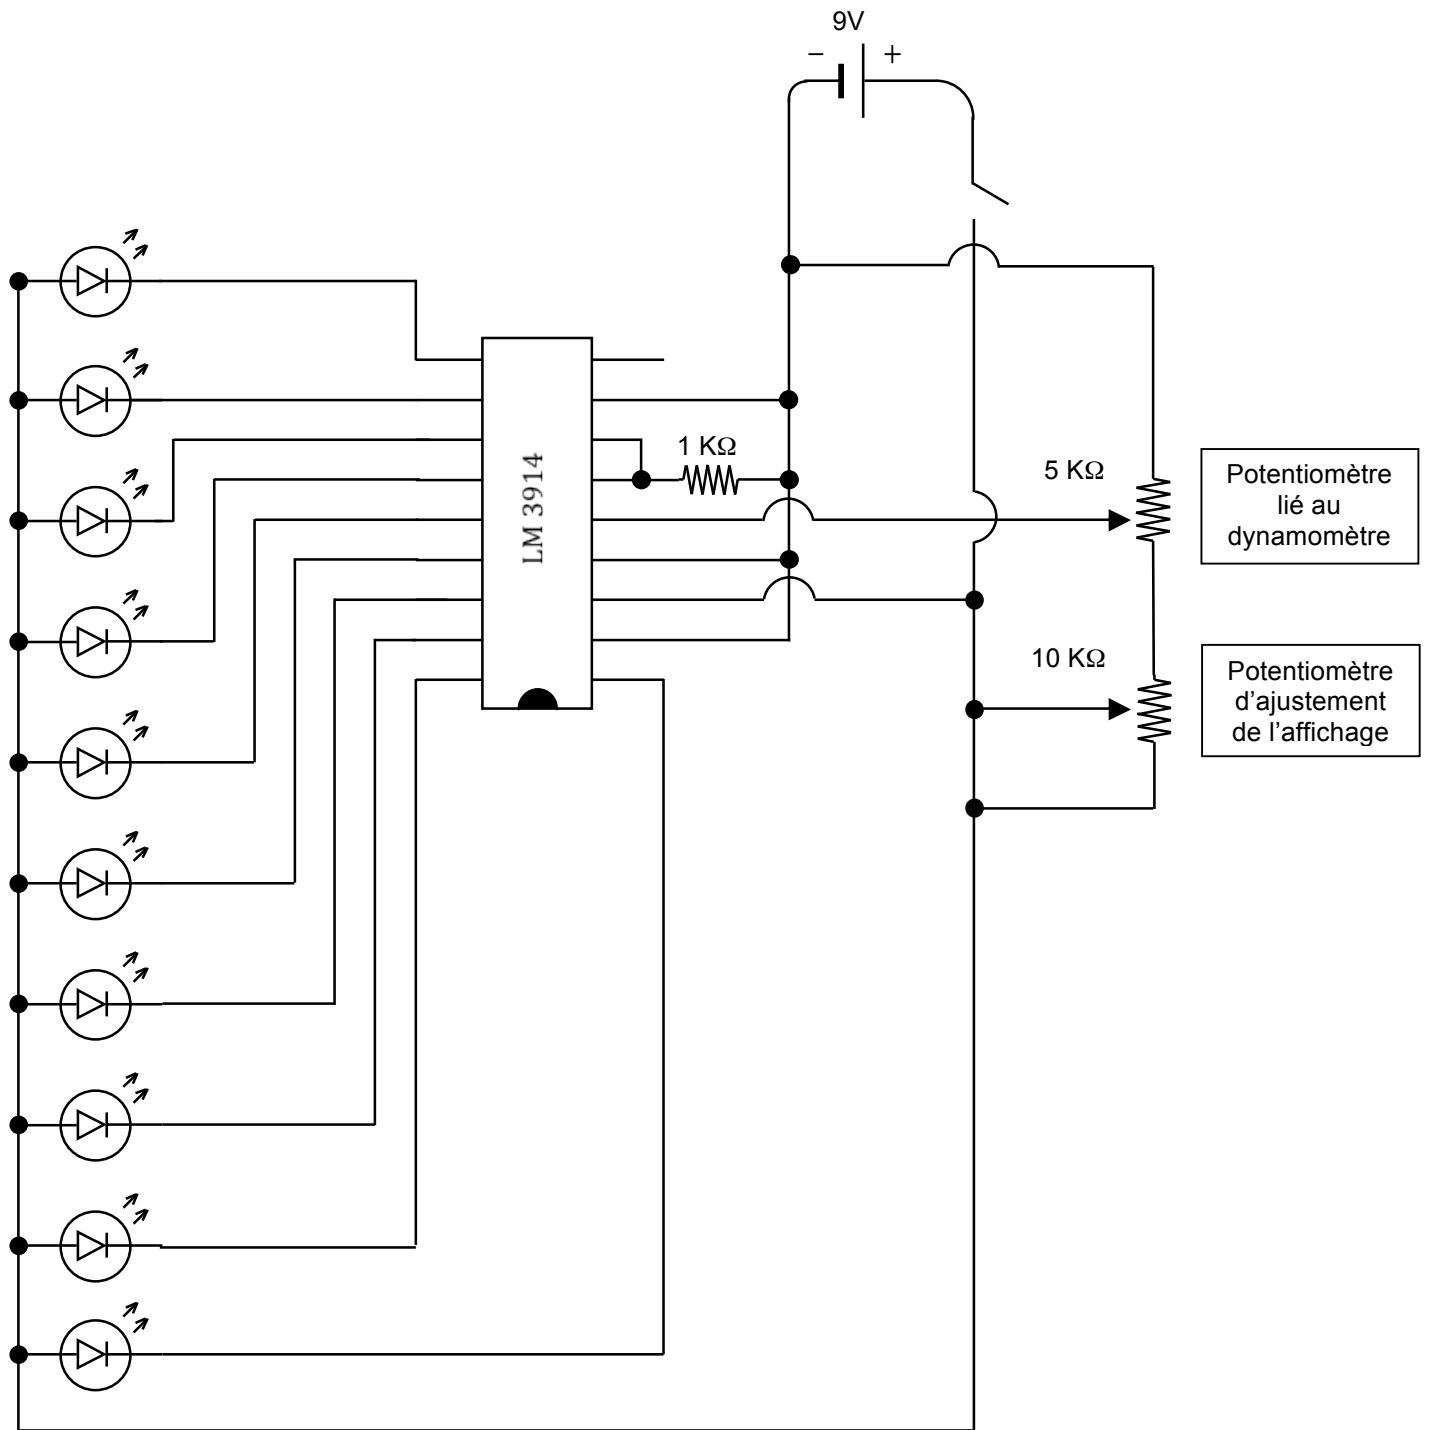 9V
− +
1 KΩ
LM 3914
5 KΩ
Potentiomètre
lié au
dynamomètre
10 KΩ
Potentiomètre
d’ajustement
de l’affichage